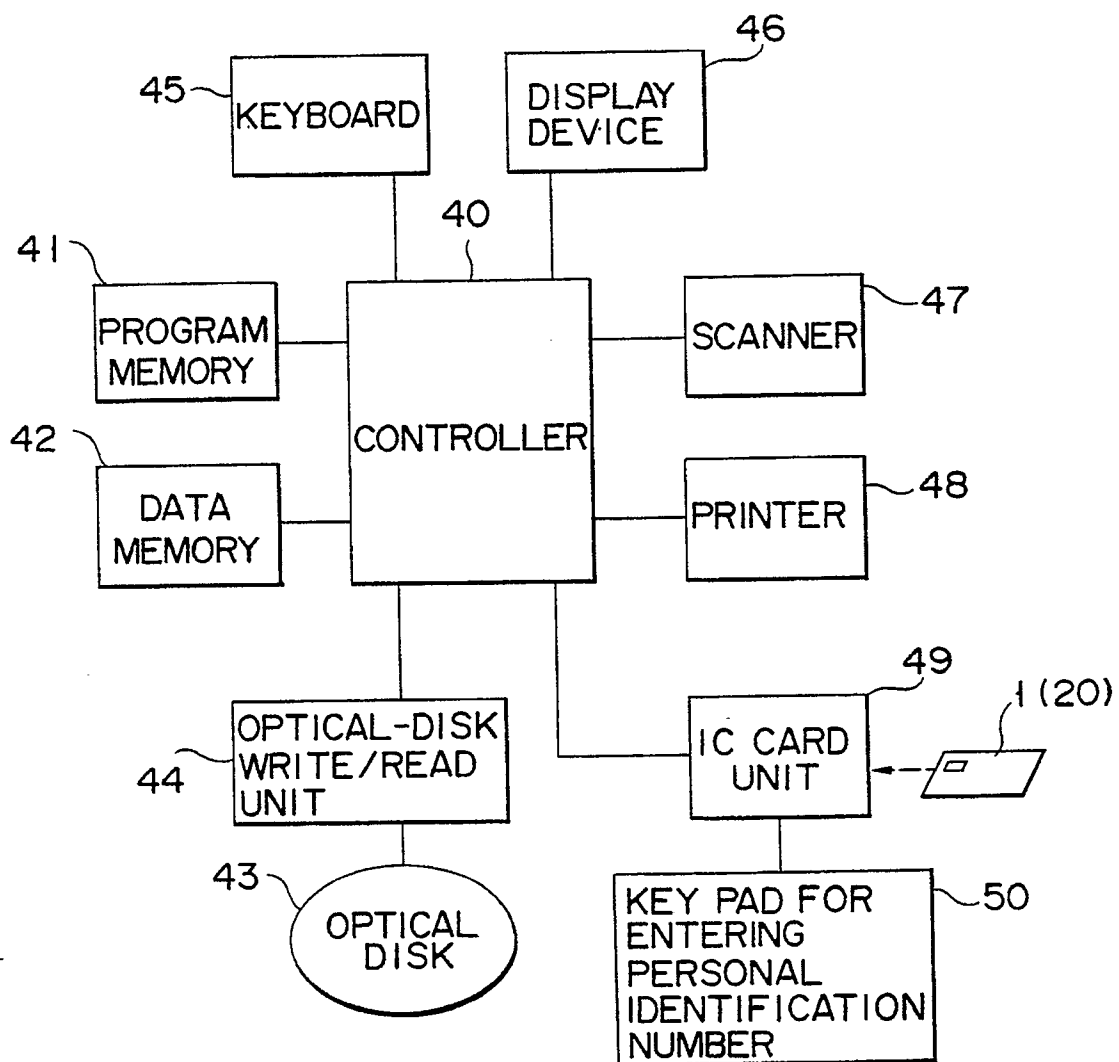 46
45
KEYBOARD
DISPLAY
DEVICE
40
41
PROGRAM
MEMORY
47
SCANNER
CONTROLLER
42
DATA
MEMORY
48
PRINTER
49
1 (20)
44
OPTICAL-DISK
WRITE/READ
UNIT
IC CARD
UNIT
43
OPTICAL
DISK
50
KEY PAD FOR
ENTERING
PERSONAL
IDENTIFICATION
NUMBER